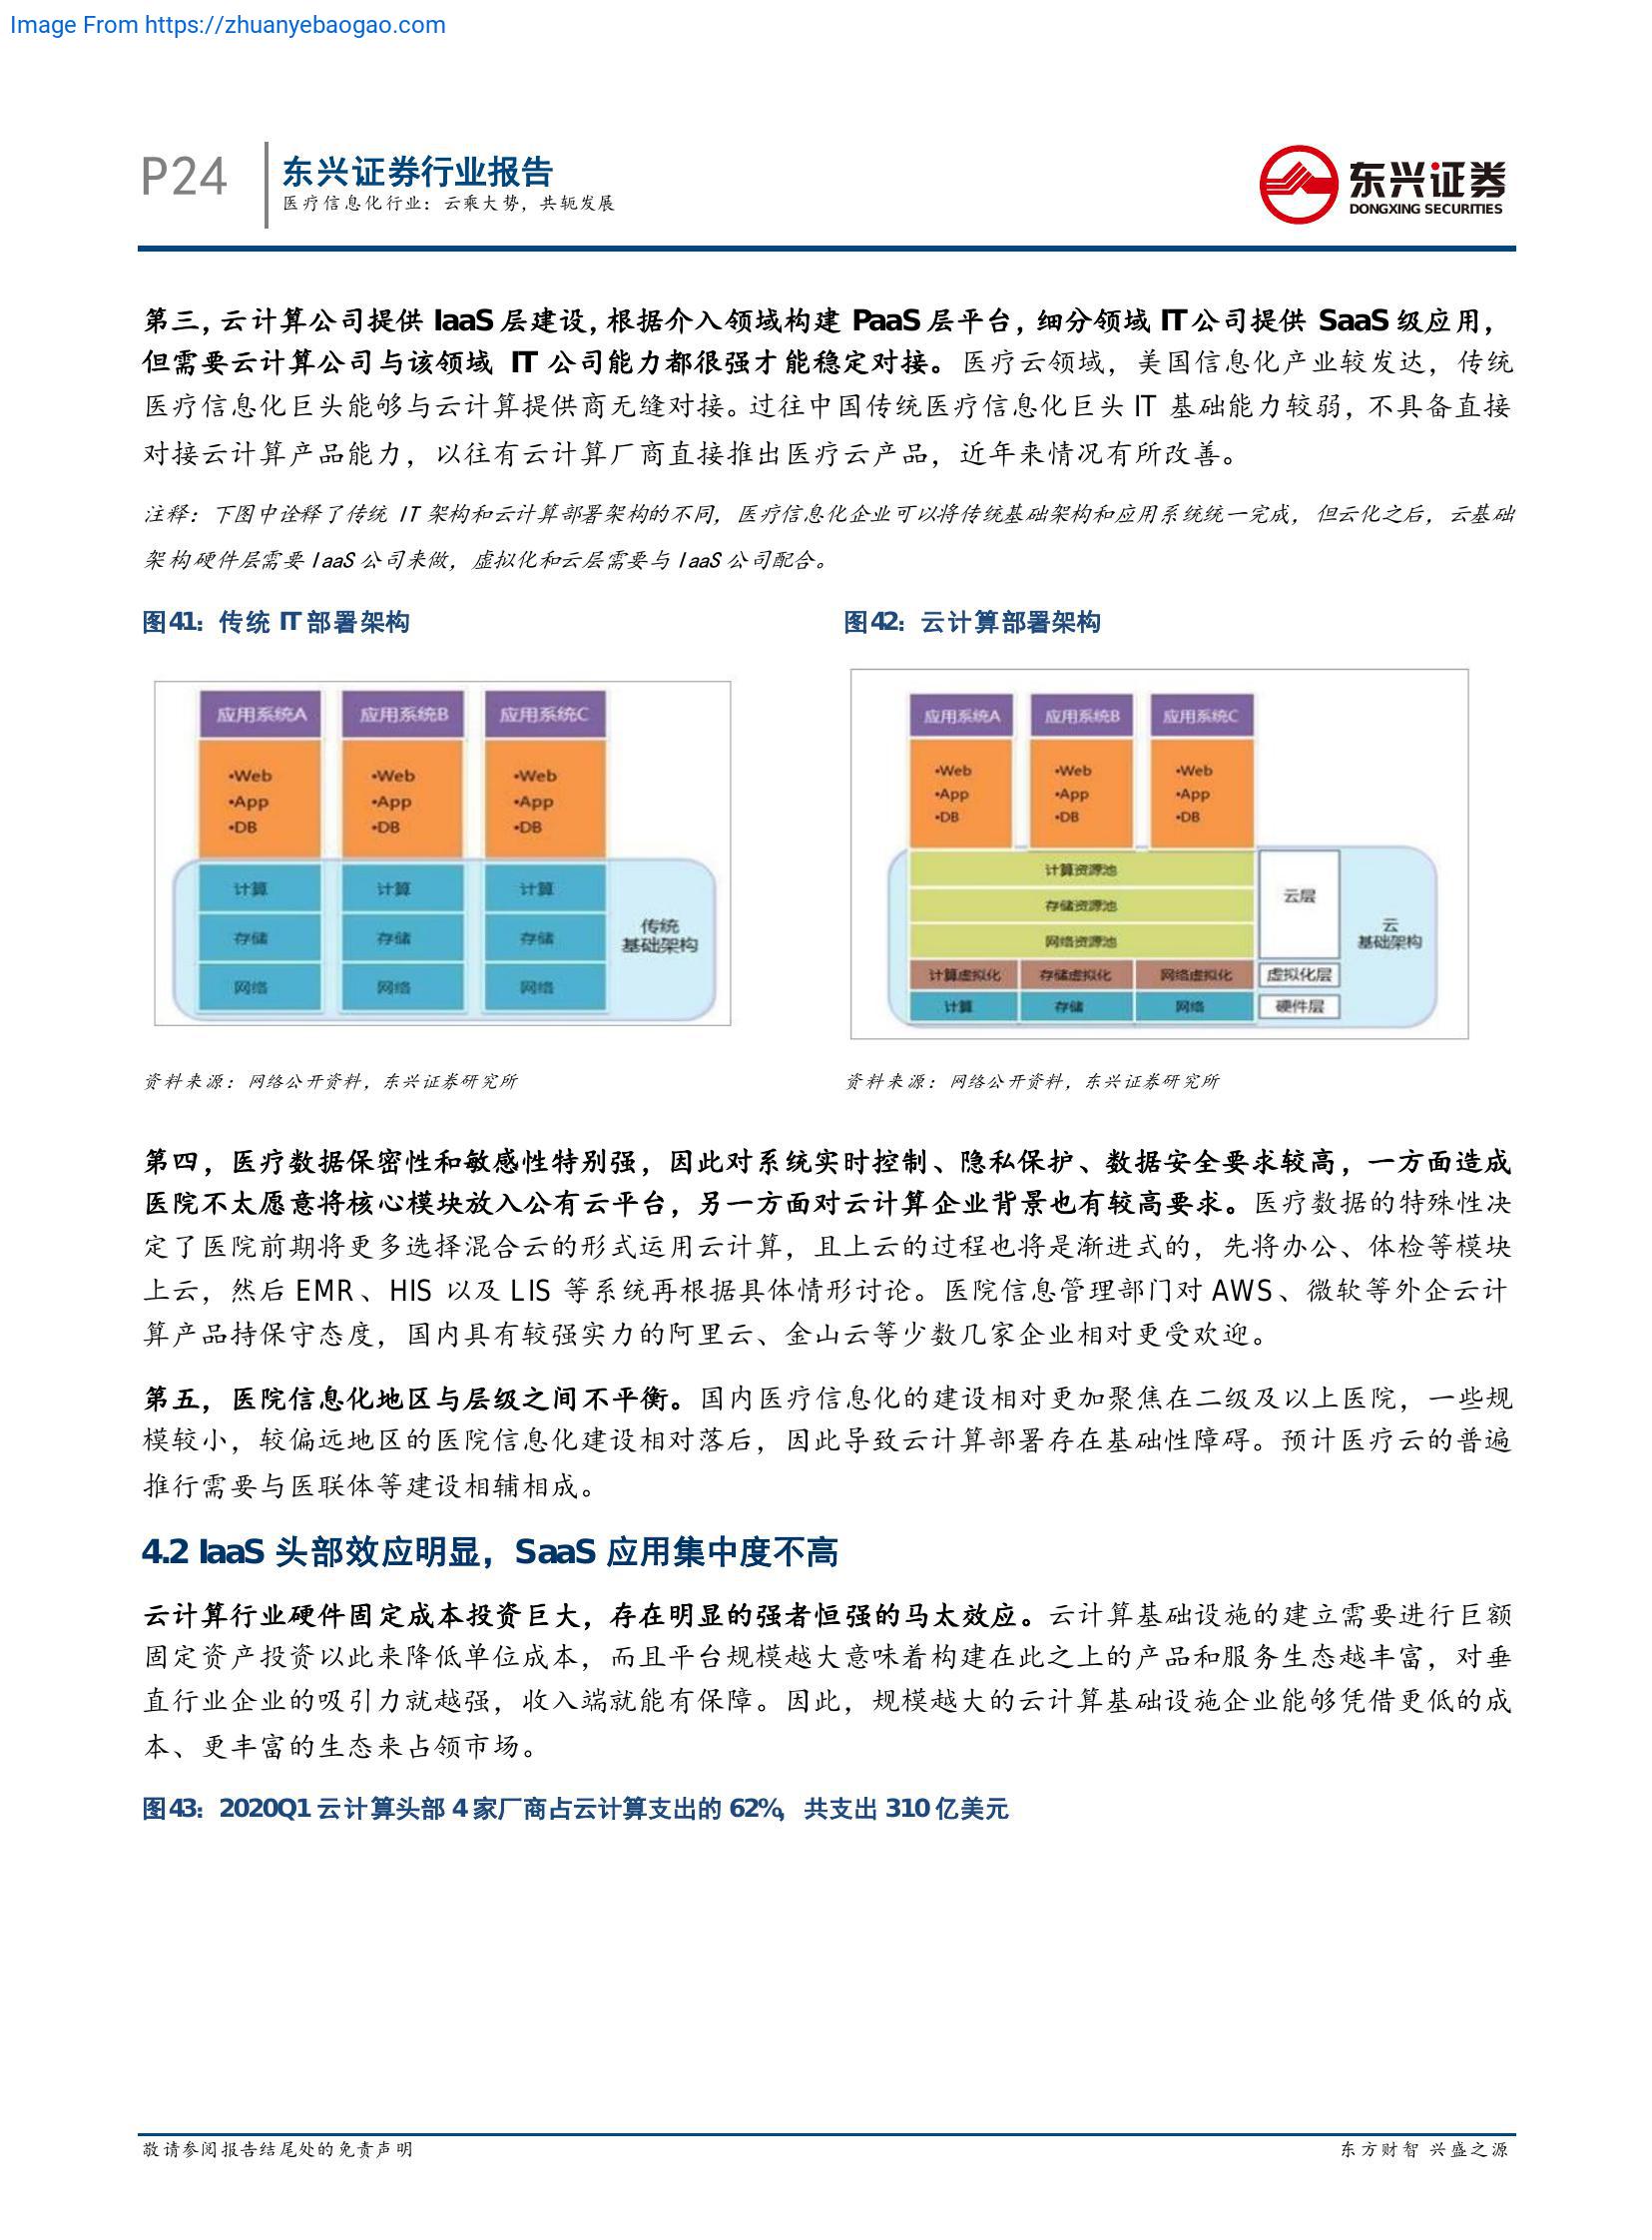 Image From https://zhuanyebaogao.com
P24
东兴证券行业报告
医疗信息化行业：云乘大势，共轭发展
东兴证券
DONGXING SECURITIES
第三，云计算公司提供 IaaS 层建设，根据介入领域构建 PaaS 层平台，细分领域 IT 公司提供 SaaS 级应用，
但需要云计算公司与该领域 IT 公司能力都很强才能稳定对接。医疗云领域，美国信息化产业较发达，传统
医疗信息化巨头能够与云计算提供商无缝对接。过往中国传统医疗信息化巨头 IT 基础能力较弱，不具备直接
对接云计算产品能力，以往有云计算厂商直接推出医疗云产品，近年来情况有所改善。
注释：下图中诠释了传统 IT 架构和云计算部署架构的不同，医疗信息化企业可以将传统基础架构和应用系统统一完成，但云化之后，云基础
架构硬件层需要 IaaS 公司来做，虚拟化和云层需要与 IaaS 公司配合。
图41：传统 IT 部署架构
应用系统A 应用系统B 应用系统C
•Web •Web •Web
•App •App •App
•DB •DB •DB
计算 计算 计算
存储 存储 存储
网络 网络 网络
传统
基础架构
资料来源：网络公开资料，东兴证券研究所
图42：云计算部署架构
应用系统A 应用系统B 应用系统C
•Web •Web •Web
•App •App •App
•DB •DB •DB
计算资源池
存储资源池
网络资源池
云层
计算虚拟化 存储虚拟化 网络虚拟化 虚拟化层
计算 存储 网络 硬件层
云
基础架构
资料来源：网络公开资料，东兴证券研究所
第四，医疗数据保密性和敏感性特别强，因此对系统实时控制、隐私保护、数据安全要求较高，一方面造成
医院不太愿意将核心模块放入公有云平台，另一方面对云计算企业背景也有较高要求。医疗数据的特殊性决
定了医院前期将更多选择混合云的形式运用云计算，且上云的过程也将是渐进式的，先将办公、体检等模块
上云，然后 EMR、HIS 以及 LIS 等系统再根据具体情形讨论。医院信息管理部门对 AWS、微软等外企云计
算产品持保守态度，国内具有较强实力的阿里云、金山云等少数几家企业相对更受欢迎。
第五，医院信息化地区与层级之间不平衡。国内医疗信息化的建设相对更加聚焦在二级及以上医院，一些规
模较小，较偏远地区的医院信息化建设相对落后，因此导致云计算部署存在基础性障碍。预计医疗云的普遍
推行需要与医联体等建设相辅相成。
4.2 IaaS 头部效应明显，SaaS 应用集中度不高
云计算行业硬件固定成本投资巨大，存在明显的强者恒强的马太效应。云计算基础设施的建立需要进行巨额
固定资产投资以此来降低单位成本，而且平台规模越大意味着构建在此之上的产品和服务生态越丰富，对垂
直行业企业的吸引力就越强，收入端就能有保障。因此，规模越大的云计算基础设施企业能够凭借更低的成
本、更丰富的生态来占领市场。
图43：2020Q1 云计算头部 4 家厂商占云计算支出的 62%，共支出 310 亿美元
敬请参阅报告结尾处的免责声明
东方财智 兴盛之源